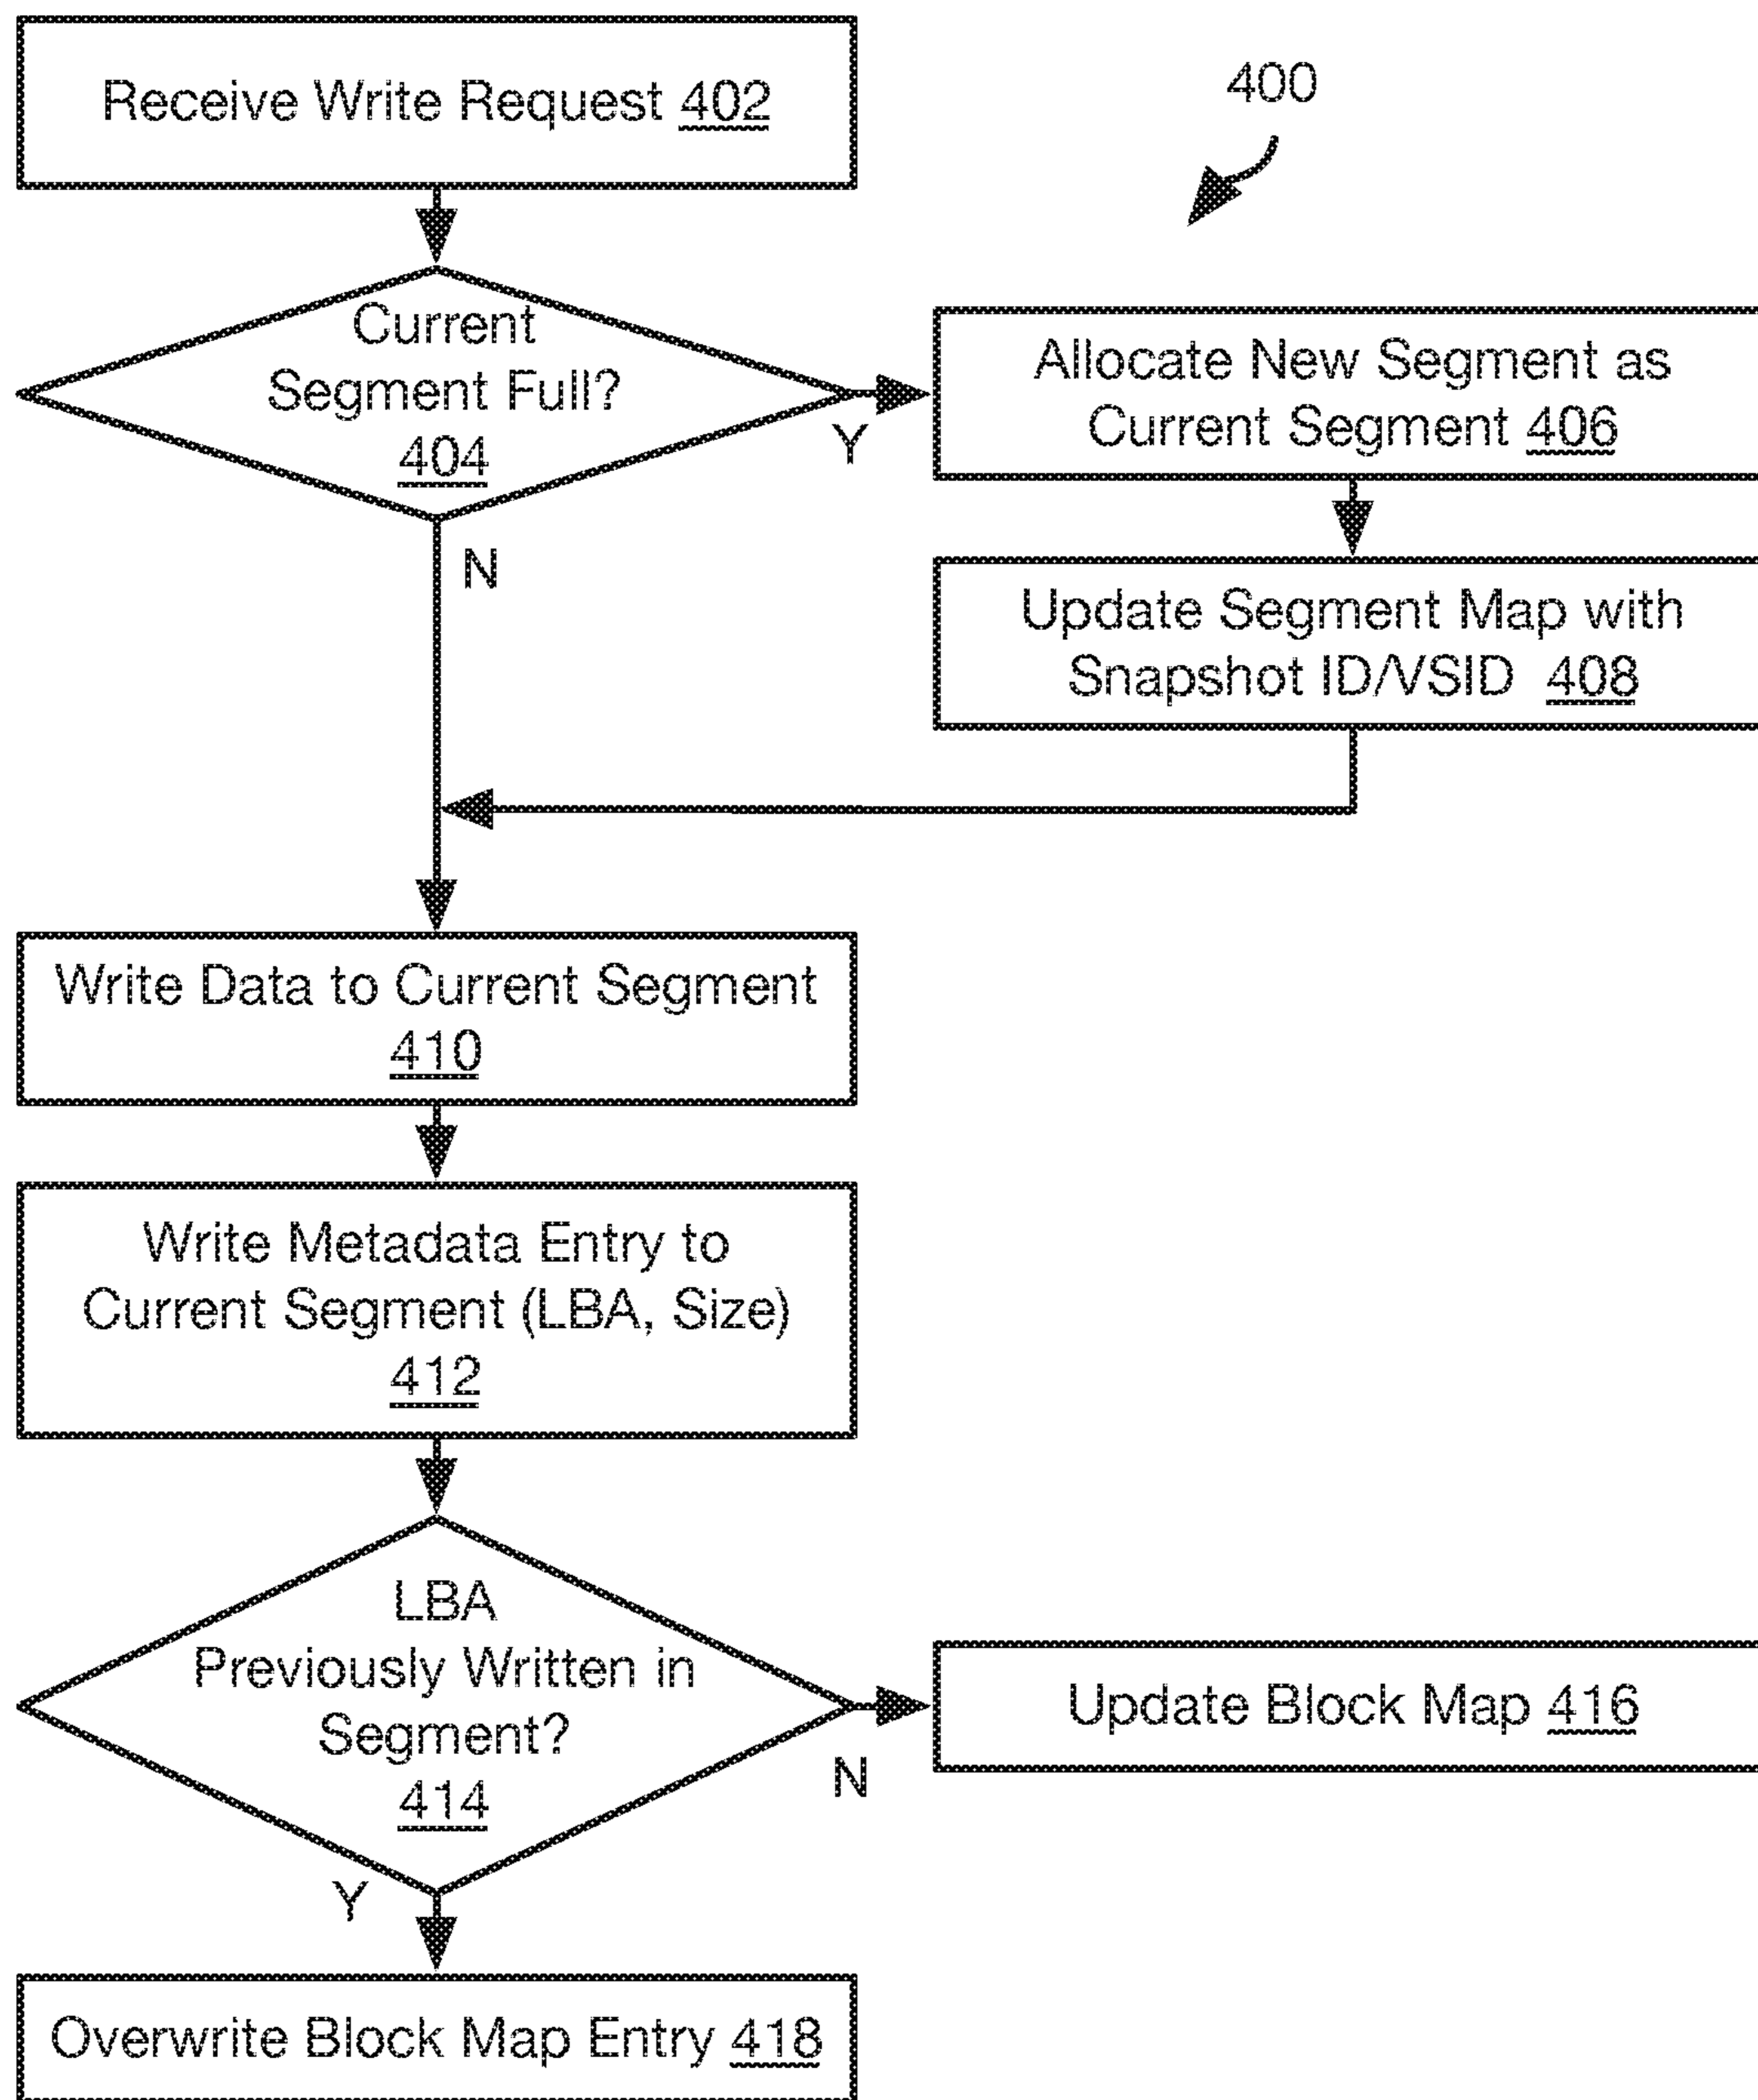 Receive Write Request 402
400
Current
Segment Full?
404
Y
N
Allocate New Segment as
Current Segment 406
Update Segment Map with
Snapshot ID/VSID 408
Write Data to Current Segment
410
Write Metadata Entry to
Current Segment (LBA, Size)
412
LBA
Previously Written in
Segment?
414
N
Y
Update Block Map 416
Overwrite Block Map Entry 418